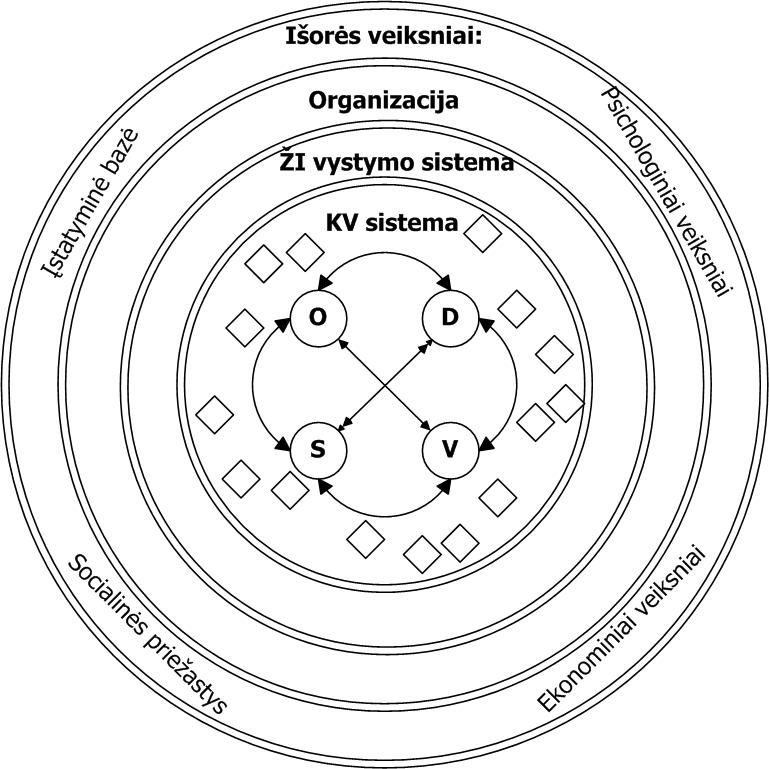 Išorės veiksniai:
Organizacija
ŽI vystymo sistema
KV sistema
Įstatyminė bazė
Psichologiniai veiksniai
O
D
S
V
Socialinės priežastys
Ekonominiai veiksniai